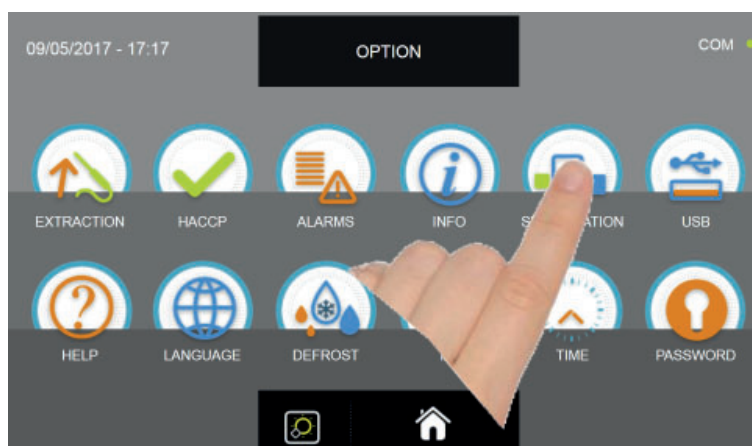 09/05/2017 - 17:17
OPTION
COM
EXTRACTION
HACCP
ALARMS
INFO
USB
HELP
LANGUAGE
DEFROST
TIME
PASSWORD